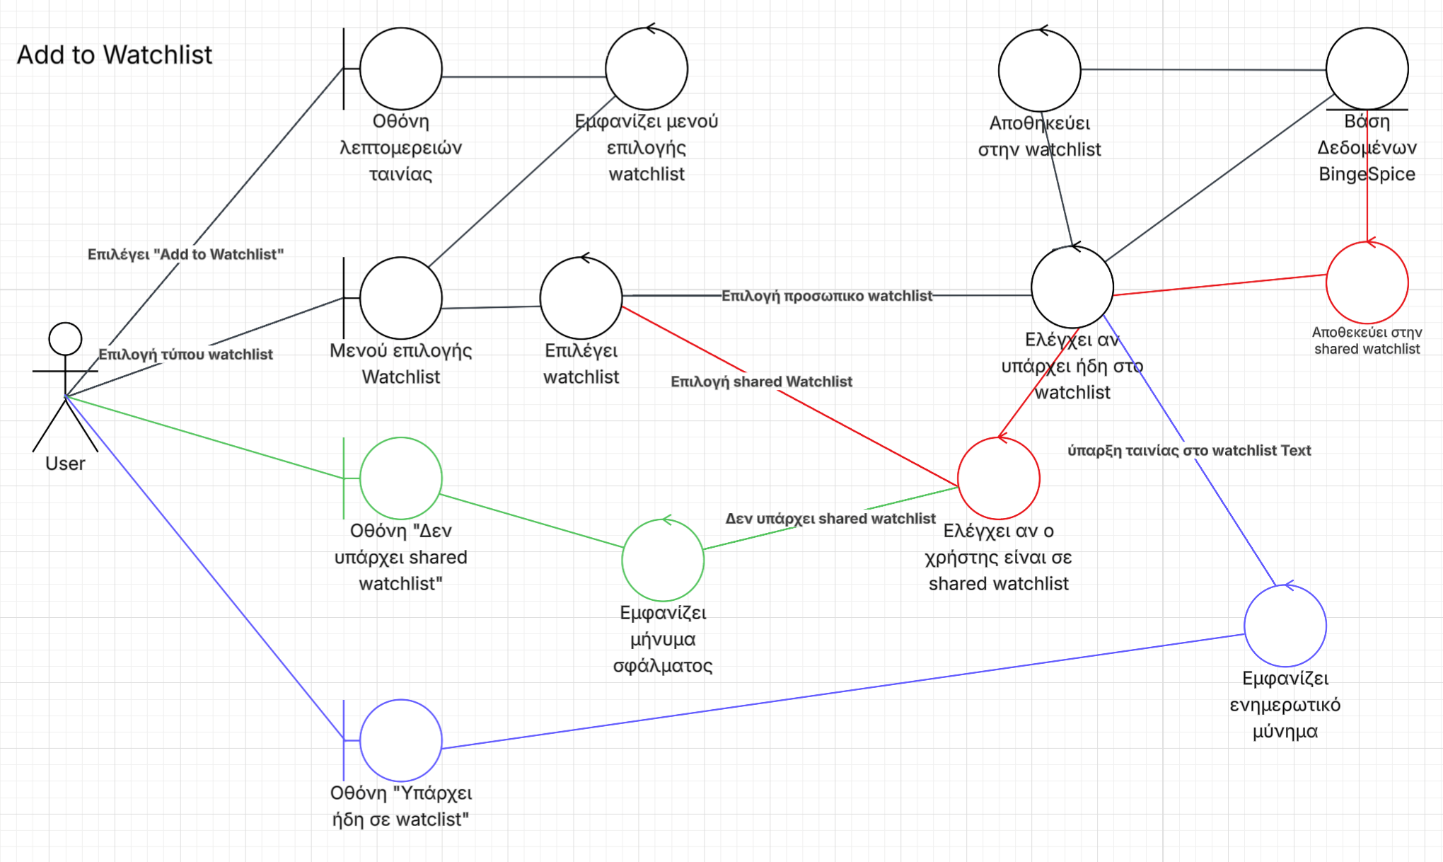 Add to Watchlist
Οθόνη
λεπτομερειών
ταινίας
Εμφανίζει μενού
επιλογής
watchlist
Αποθηκεύει
στην watchlist
Βάση
Δεδομένων
BingeSpice
Επιλέγει "Add to Watchlist"
Επιλογή τύπου watchlist
User
Μενού επιλογής
Watchlist
Επιλέγει
watchlist
Επιλογή προσωπικο watchlist
Επιλογή shared Watchlist
Ελέγχει αν
υπάρχει ήδη στο
watchlist
Αποθεκεύει στην
shared watchlist
ύπαρξη ταινίας στο watchlist Text
Οθόνη "Δεν
υπάρχει shared
watchlist"
Δεν υπάρχει shared watchlist
Ελέγχει αν ο
χρήστης είναι σε
shared watchlist
Εμφανίζει
μήνυμα
σφάλματος
Εμφανίζει
ενημερωτικό
μύνημα
Οθόνη "Υπάρχει
ήδη σε watclist"